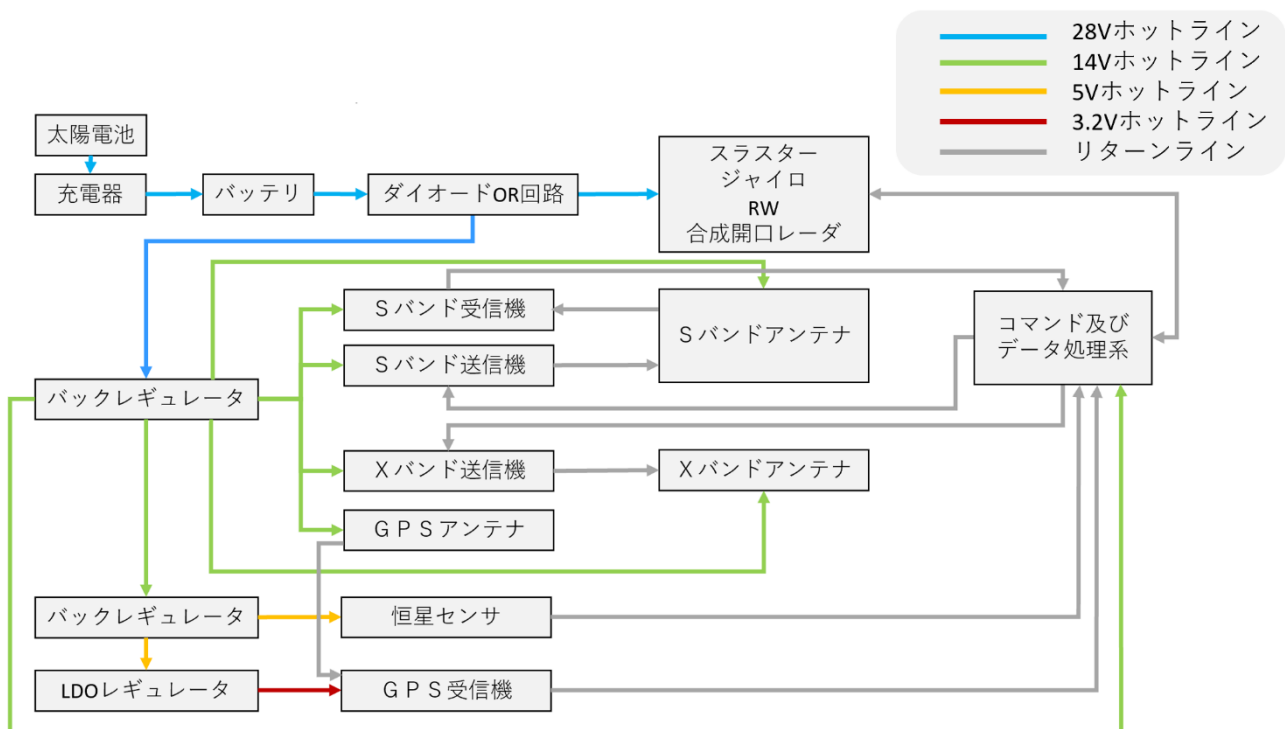 28Vホットライン
14Vホットライン
5Vホットライン
3.2Vホットライン
リターンライン
太陽電池
充電器
バッテリ
ダイオードOR回路
スラスター
ジャイロ
RW
合成開口レーダ
Ｓバンド受信機
Ｓバンド送信機
Ｓバンドアンテナ
コマンド及び
データ処理系
バックレギュレータ
Ｘバンド送信機
Ｘバンドアンテナ
ＧＰＳアンテナ
バックレギュレータ
恒星センサ
LDOレギュレータ
ＧＰＳ受信機